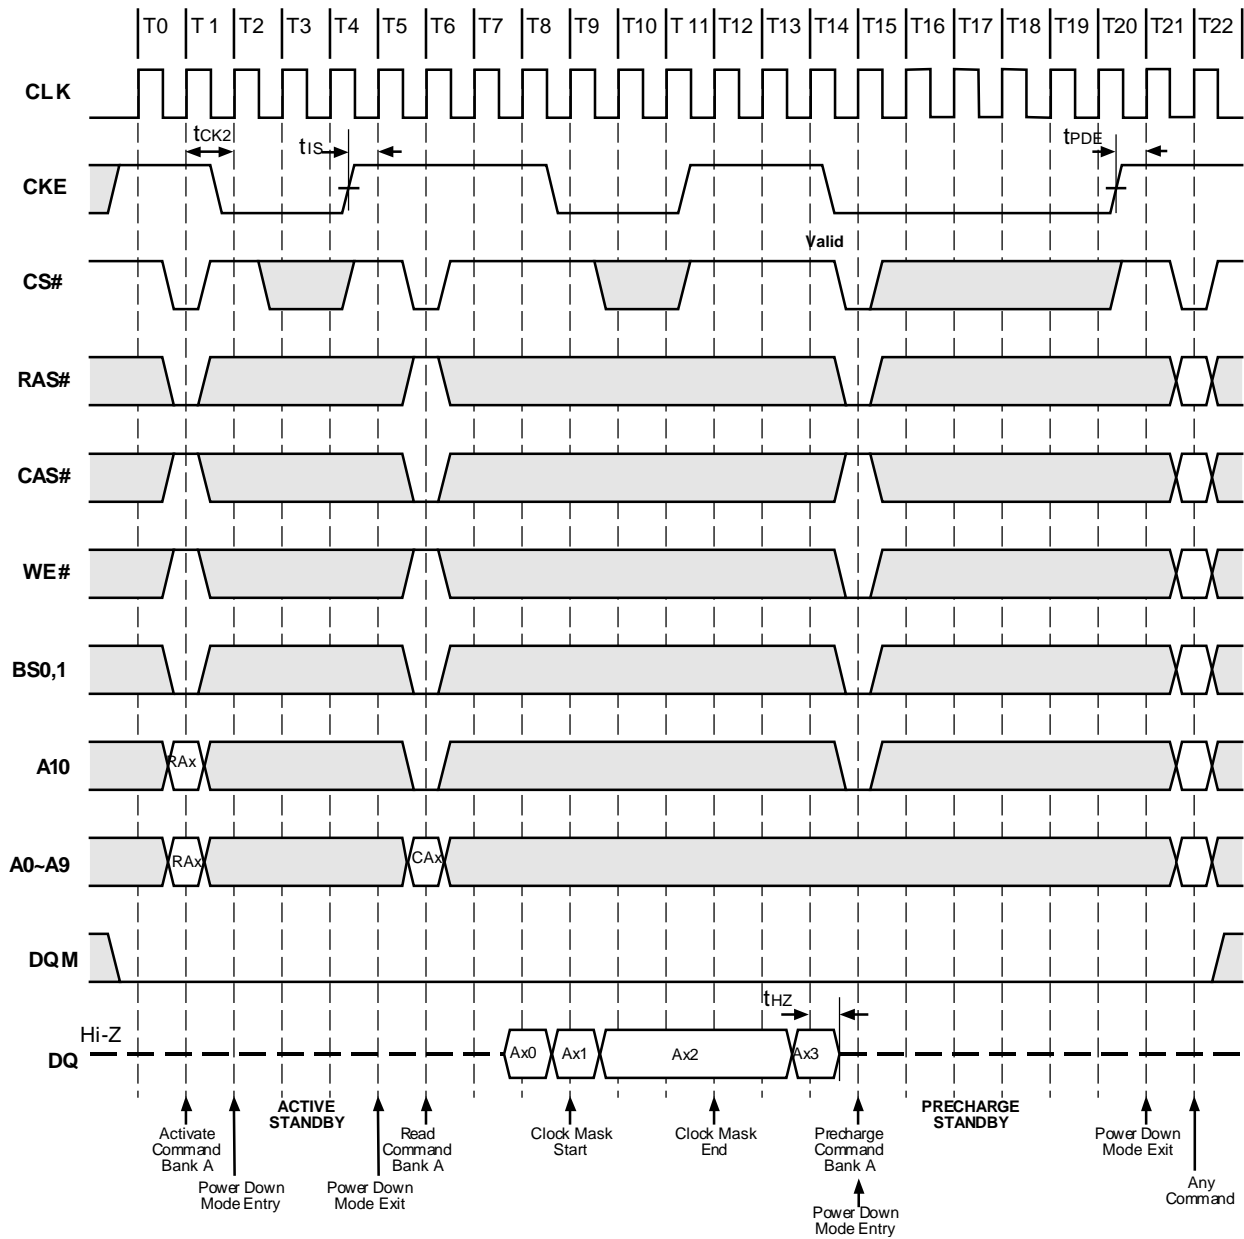 T0 T 1 T2 T3 T4 T5 T6 T7 T8 T9 T10 T 11 T12 T13 T14 T15 T16 T17 T18 T19 T20 T21 T22
CLK
tCK2
tIS
tPDE
CKE
Valid
CS#
RAS#
CAS#
WE#
BS0,1
A10
RAx
A0~A9
RAx
CAx
DQM
tHZ
Hi-Z
DQ
Ax0 Ax1 Ax2 Ax3
ACTIVE
STANDBY
PRECHARGE
STANDBY
Activate
Command
Bank A
Read
Command
Bank A
Clock Mask
Start
Clock Mask
End
Precharge
Command
Bank A
Power Down
Mode Exit
Power Down
Mode Entry
Power Down
Mode Exit
Any
Command
Power Down
Mode Entry